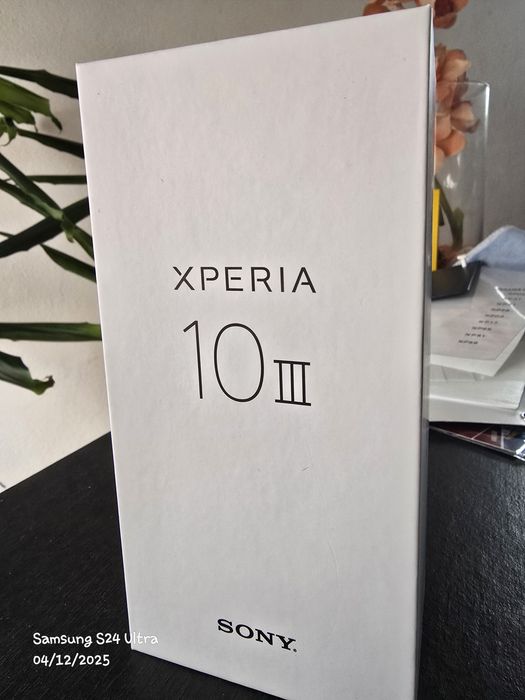 XPERIA
10 III
SONY
Samsung S24 Ultra
04/12/2025